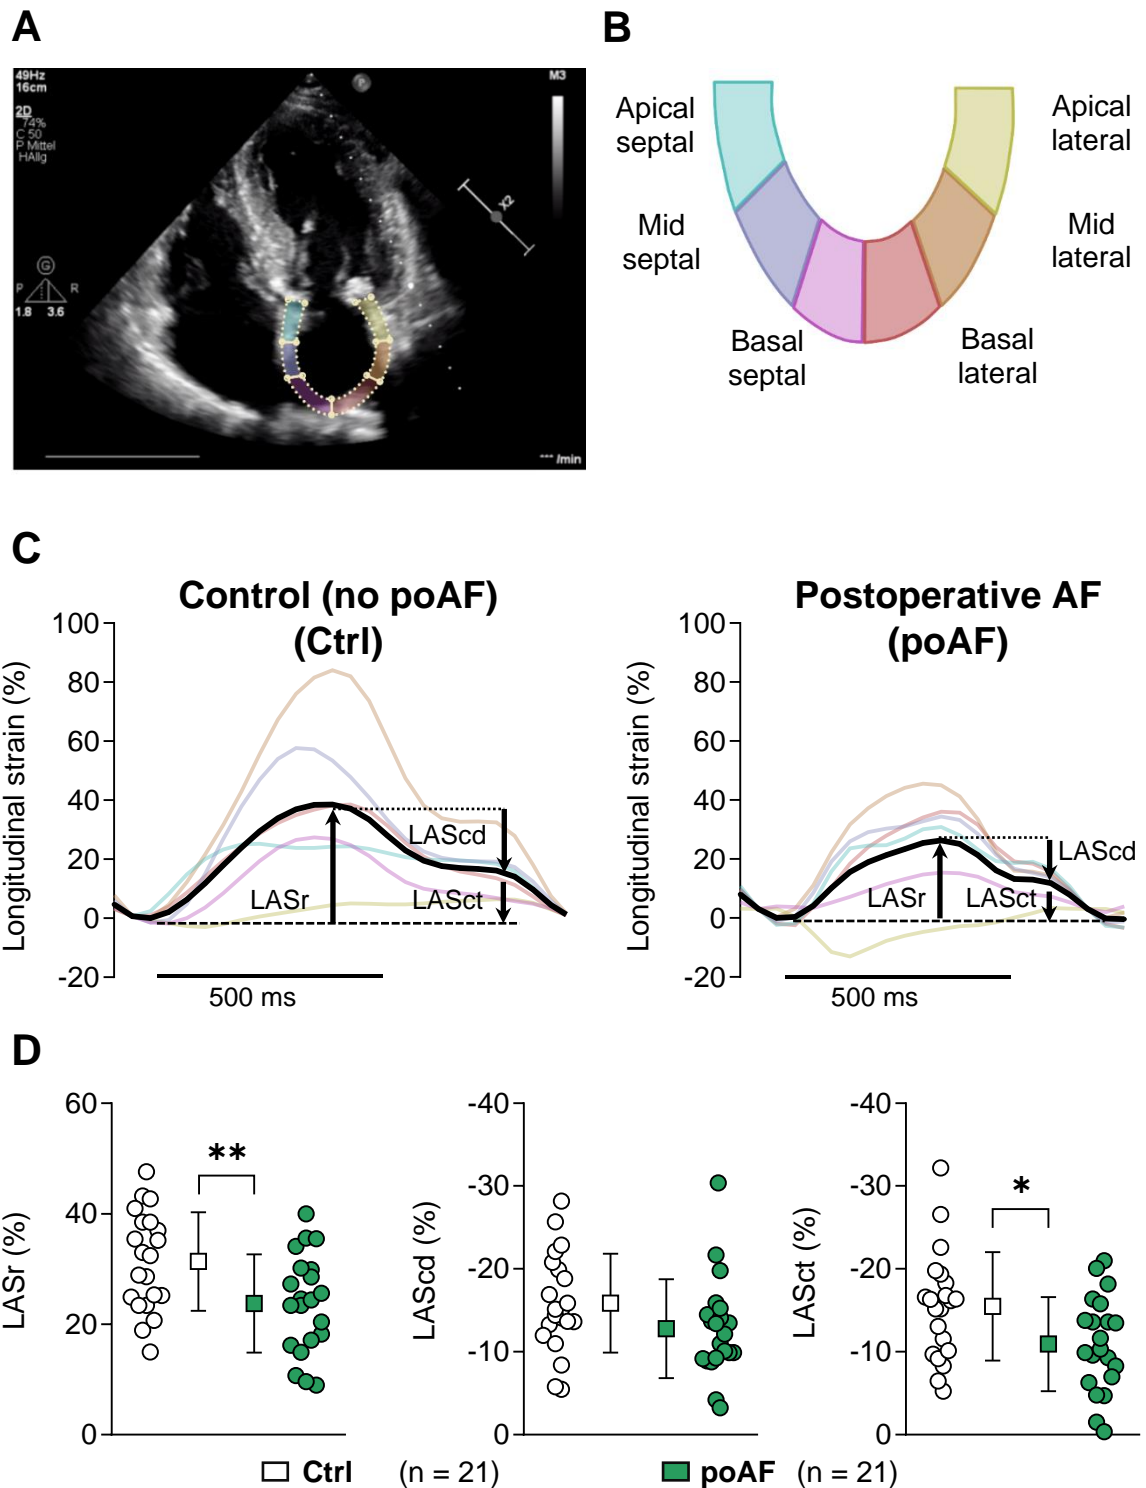 A
B
49Hz
16cm
2D
74%
C 50
P Mittel
HAllg
P
M3
X2
G
P R
1.8 3.6
--- /min
Apical
septal
Apical
lateral
Mid
septal
Mid
lateral
Basal
septal
Basal
lateral
C
Control (no poAF)
(Ctrl)
Longitudinal strain (%)
100
80
60
40
20
0
-20
LAScd
LASr
LASct
500 ms
Postoperative AF
(poAF)
Longitudinal strain (%)
100
80
60
40
20
0
-20
LAScd
LASr
LASct
500 ms
D
LASr (%)
60
40
20
0
**
LAScd (%)
-40
-30
-20
-10
0
LASct (%)
-40
-30
-20
-10
0
*
Ctrl (n = 21)
poAF (n = 21)